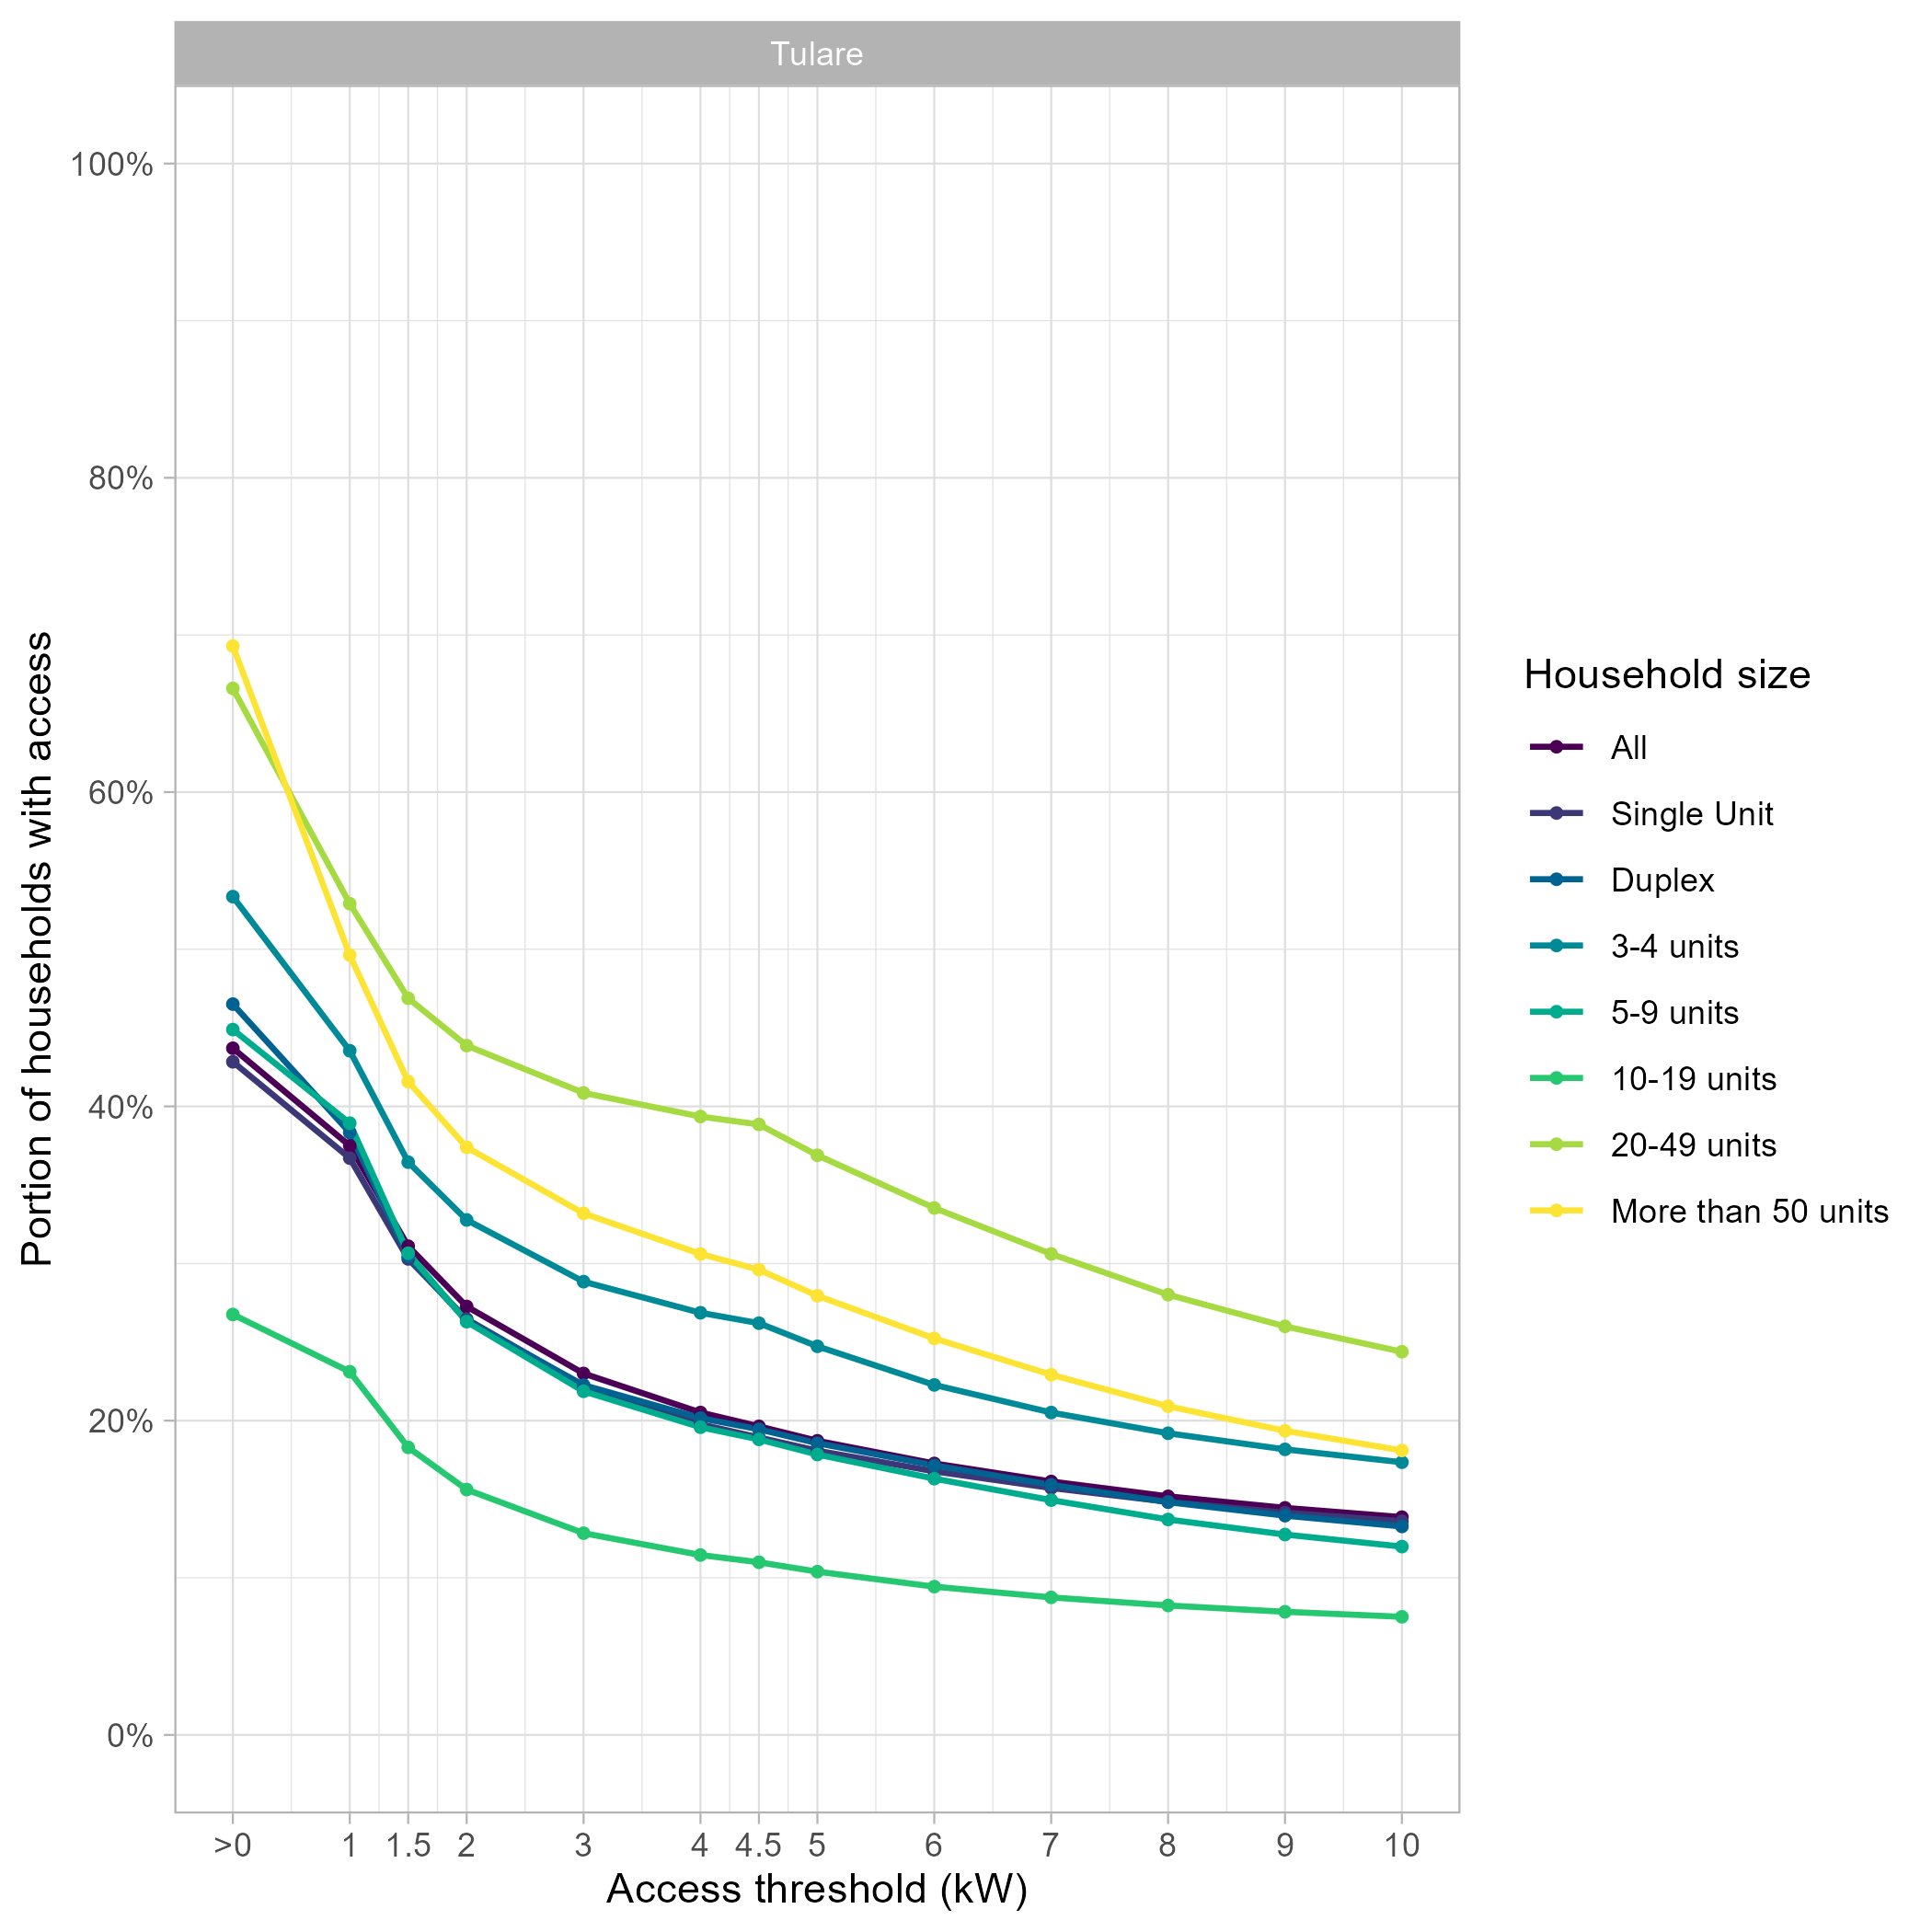 Tulare
100%
80%
60%
40%
20%
0%
Portion of households with access
>0 1 1.5 2 3 4 4.5 5 6 7 8 9 10
Access threshold (kW)
Household size
All
Single Unit
Duplex
3-4 units
5-9 units
10-19 units
20-49 units
More than 50 units